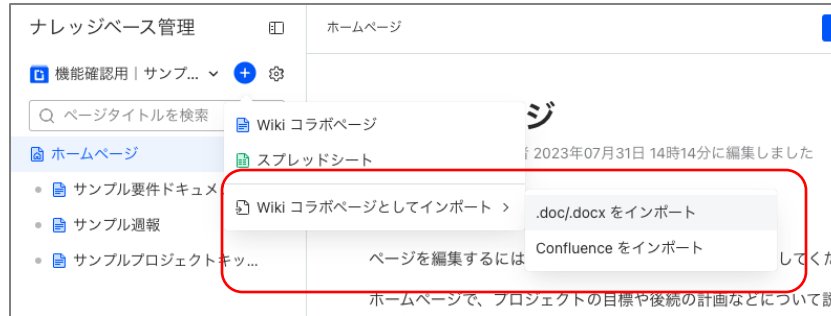 ナレッジベース管理
ホームページ
機能確認用｜サンプ...
ページタイトルを検索
ホームページ
サンプル要件ドキュメ
サンプル週報
サンプルプロジェクトキッ...
Wiki コラボページ
スプレッドシート
Wiki コラボページとしてインポート
.doc/.docx をインポート
Confluence をインポート
ジ
2023年07月31日 14時14分に編集しました
ページを編集するには
してくだ
ホームページで、プロジェクトの目標や後続の計画などについて説